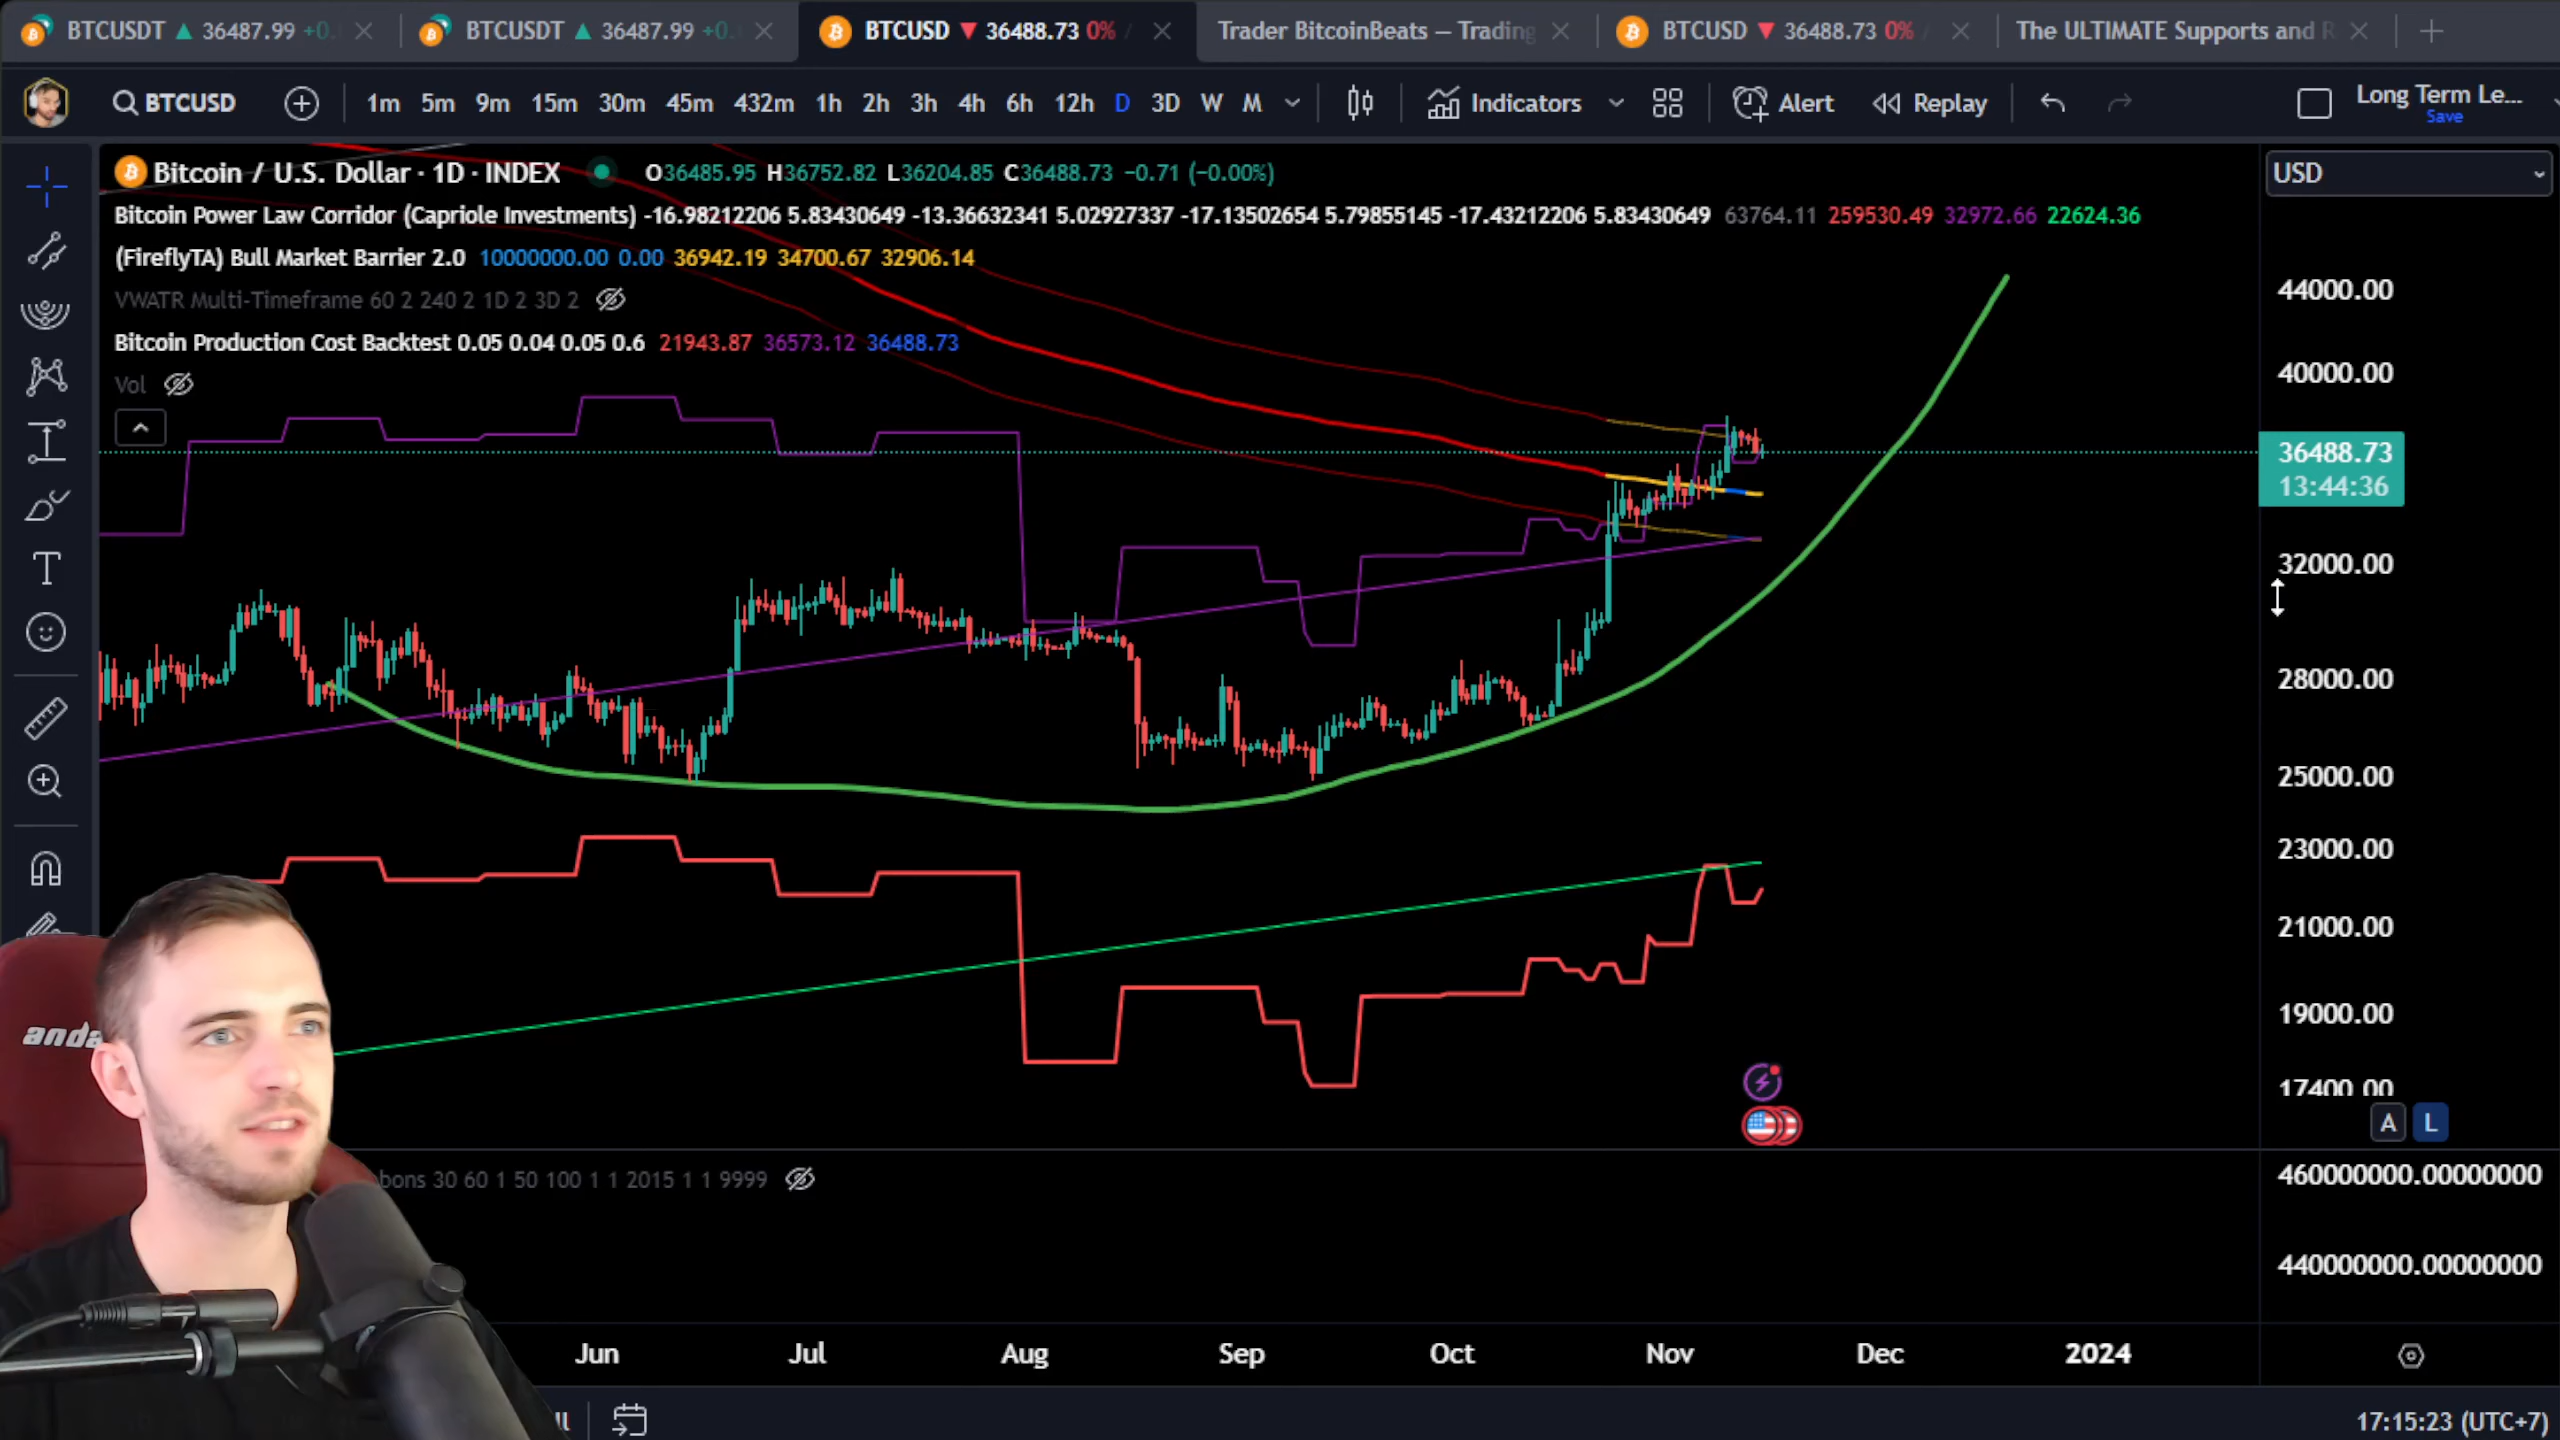 BTCUSDT ▲ 36487.99 +0. BTCUSDT ▲ 36487.99 +0. BTCUSD ▼ 36488.73 0% / Trader BitcoinBeats — Trading BTCUSD ▼ 36488.73 0% / The ULTIMATE Supports and R
BTCUSD 1m 5m 9m 15m 30m 45m 432m 1h 2h 3h 4h 6h 12h D 3D W M Indicators Alert Replay Long Term Le...
Save
Bitcoin / U.S. Dollar · 1D · INDEX O36485.95 H36752.82 L36204.85 C36488.73 −0.71 (−0.00%)
USD
Bitcoin Power Law Corridor (Capriole Investments) -16.98212206 5.83430649 -13.36632341 5.02927337 -17.13502654 5.79855145 -17.43212206 5.83430649 63764.11 259530.49 32972.66 22624.36
(FireflyTA) Bull Market Barrier 2.0 10000000.00 0.00 36942.19 34700.67 32906.14
VWATR Multi-Timeframe 60 2 240 2 1D 2 3D 2
Bitcoin Production Cost Backtest 0.05 0.04 0.05 0.6 21943.87 36573.12 36488.73
Vol
44000.00
40000.00
36488.73
13:44:36
32000.00
28000.00
25000.00
23000.00
21000.00
19000.00
17400.00
A L
anda
bons 30 60 1 50 100 1 1 2015 1 1 9999
460000000.00000000
440000000.00000000
Jun Jul Aug Sep Oct Nov Dec 2024
17:15:23 (UTC+7)